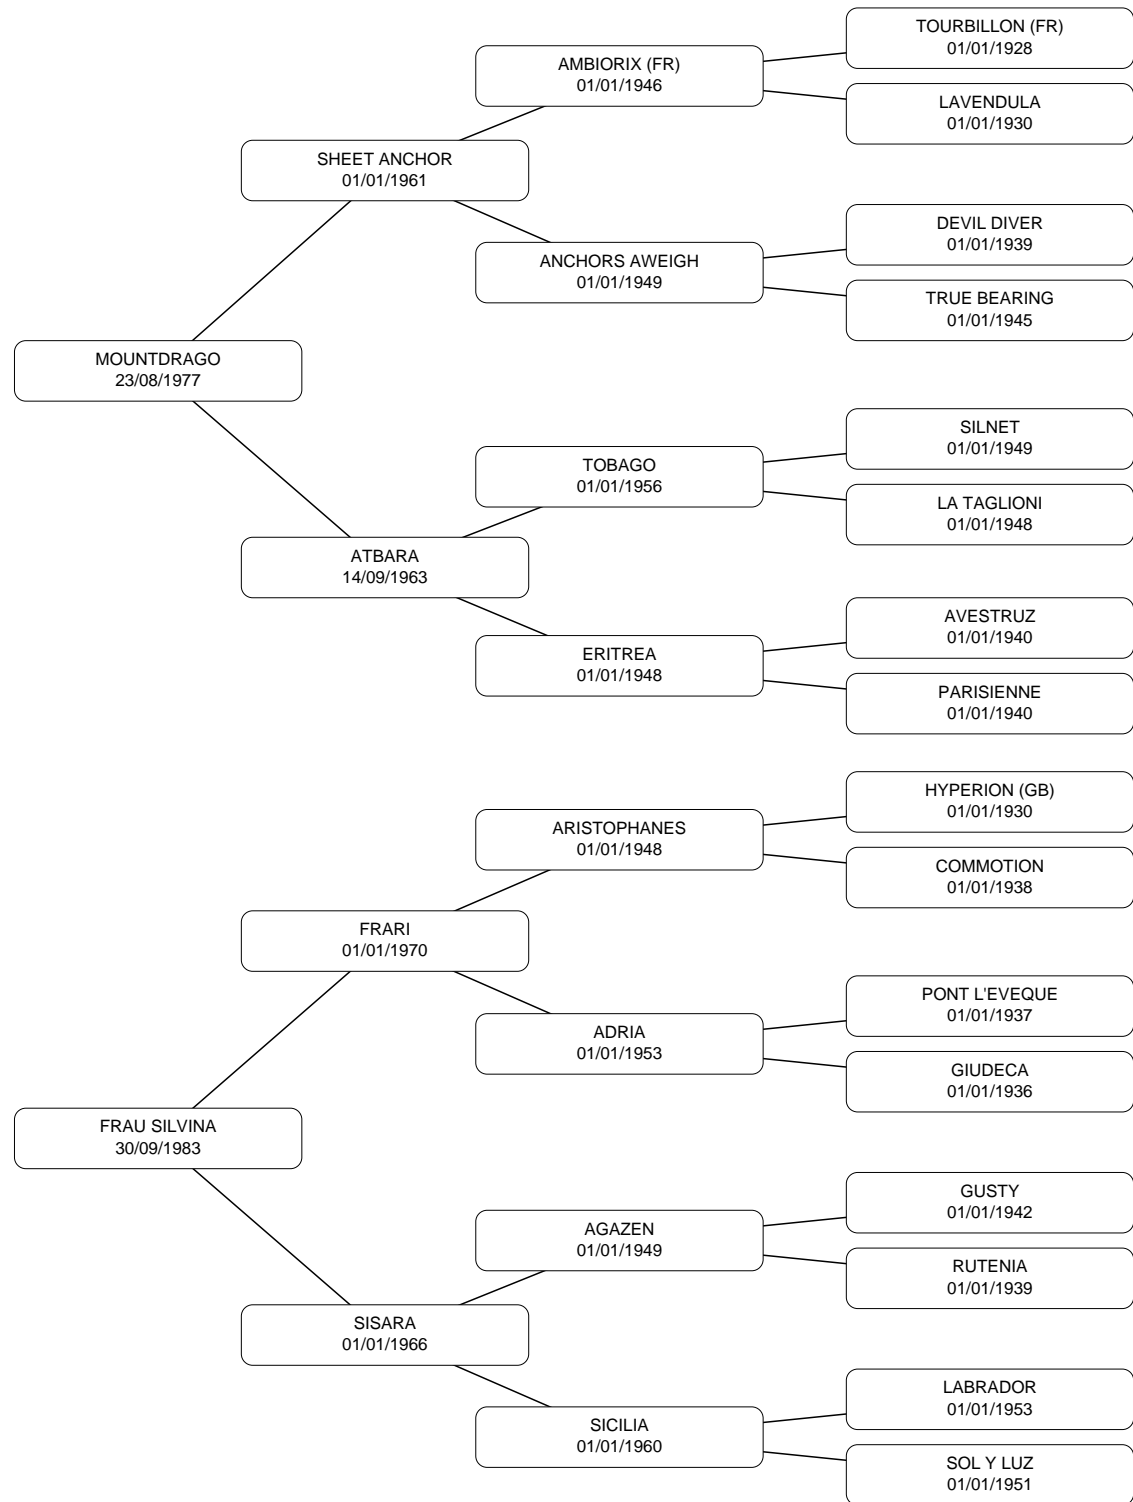 TOURBILLON (FR)
01/01/1928
AMBIORIX (FR)
01/01/1946
LAVENDULA
01/01/1930
SHEET ANCHOR
01/01/1961
DEVIL DIVER
01/01/1939
ANCHORS AWEIGH
01/01/1949
TRUE BEARING
01/01/1945
MOUNTDRAGO
23/08/1977
SILNET
01/01/1949
TOBAGO
01/01/1956
LA TAGLIONI
01/01/1948
ATBARA
14/09/1963
AVESTRUZ
01/01/1940
ERITREA
01/01/1948
PARISIENNE
01/01/1940
HYPERION (GB)
01/01/1930
ARISTOPHANES
01/01/1948
COMMOTION
01/01/1938
FRARI
01/01/1970
PONT L'EVEQUE
01/01/1937
ADRIA
01/01/1953
GIUDECA
01/01/1936
FRAU SILVINA
30/09/1983
GUSTY
01/01/1942
AGAZEN
01/01/1949
RUTENIA
01/01/1939
SISARA
01/01/1966
LABRADOR
01/01/1953
SICILIA
01/01/1960
SOL Y LUZ
01/01/1951